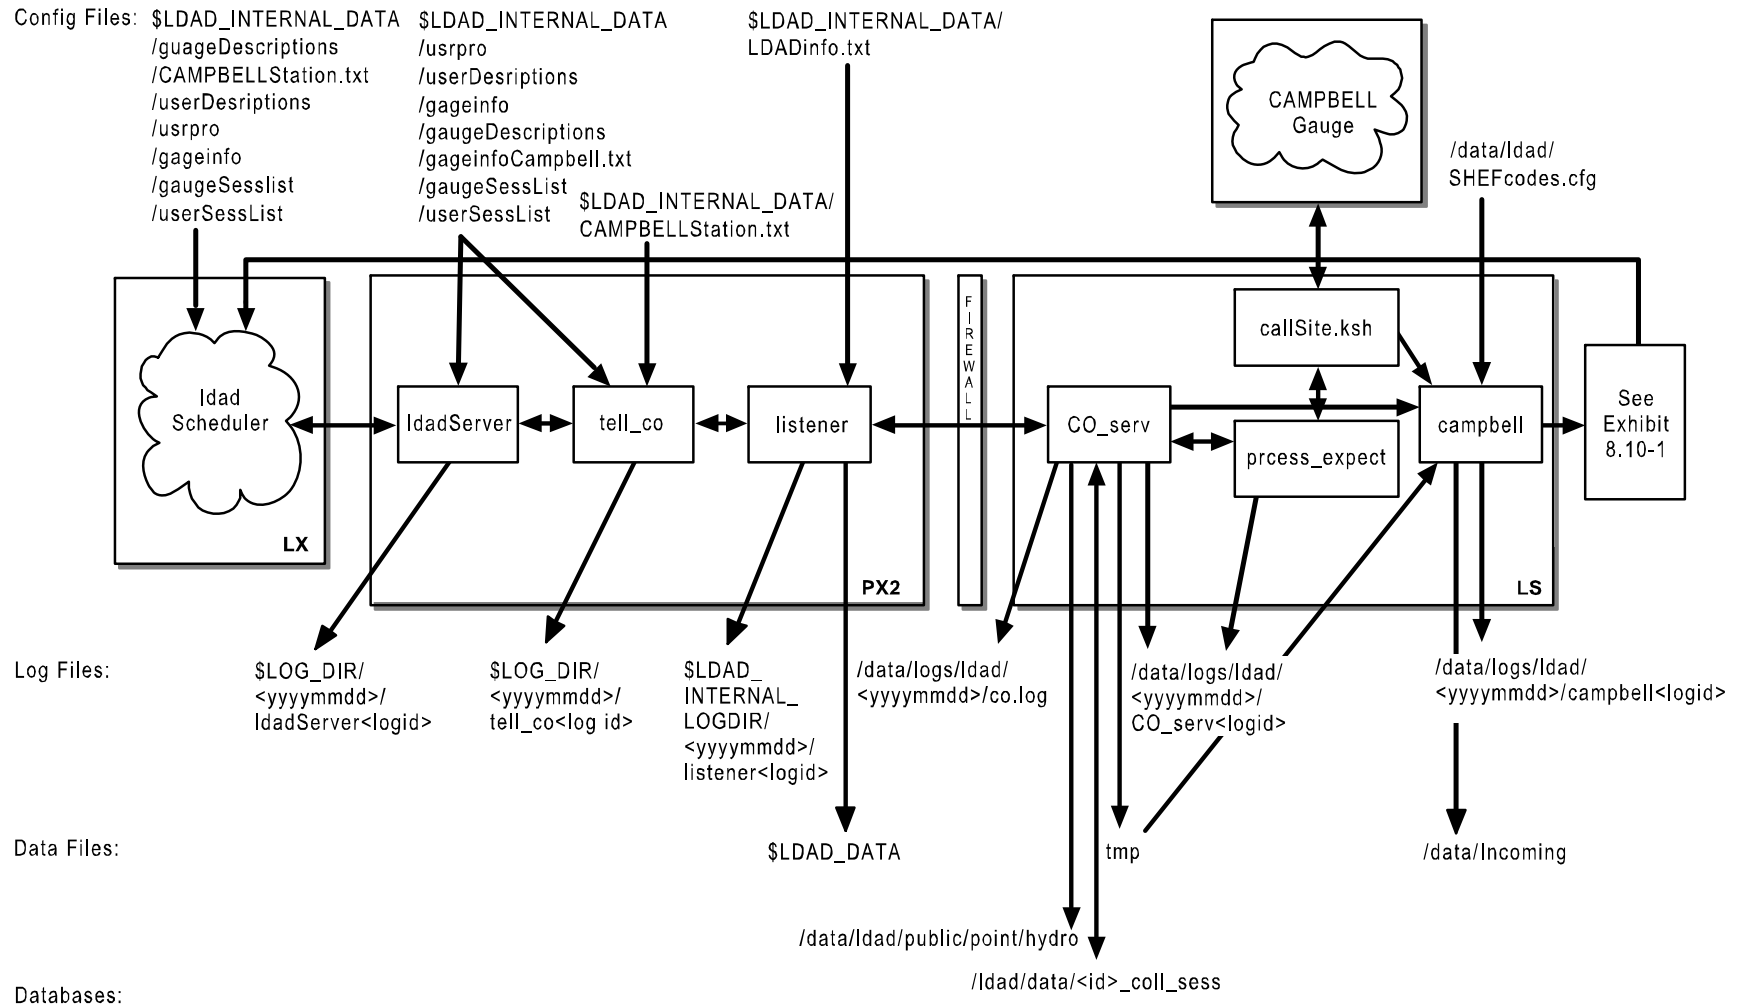 Config Files:
$LDAD_INTERNAL_DATA
/guageDescriptions
/CAMPBELLStation.txt
/userDesriptions
/usrpro
/gageinfo
/gaugeSesslist
/userSessList
$LDAD_INTERNAL_DATA
/usrpro
/userDesriptions
/gageinfo
/gaugeDescriptions
/gageinfoCampbell.txt
/gaugeSessList
/userSessList
$LDAD_INTERNAL_DATA/
CAMPBELLStation.txt
$LDAD_INTERNAL_DATA/
LDADinfo.txt
CAMPBELL
Gauge
/data/ldad/
SHEFcodes.cfg
ldad
Scheduler
LX
ldadServer
tell_co
listener
PX2
FIREWALL
CO_serv
callSite.ksh
prcess_expect
campbell
LS
See
Exhibit
8.10-1
Log Files:
$LOG_DIR/
<yyyymmdd>/
ldadServer<logid>
$LOG_DIR/
<yyyymmdd>/
tell_co<log id>
$LDAD_
INTERNAL_
LOGDIR/
<yyyymmdd>/
listener<logid>
/data/logs/ldad/
<yyyymmdd>/co.log
/data/logs/ldad/
<yyyymmdd>/
CO_serv<logid>
/data/logs/ldad/
<yyyymmdd>/campbell<logid>
Data Files:
$LDAD_DATA
tmp
/data/Incoming
/data/ldad/public/point/hydro
/ldad/data/<id>_coll_sess
Databases: